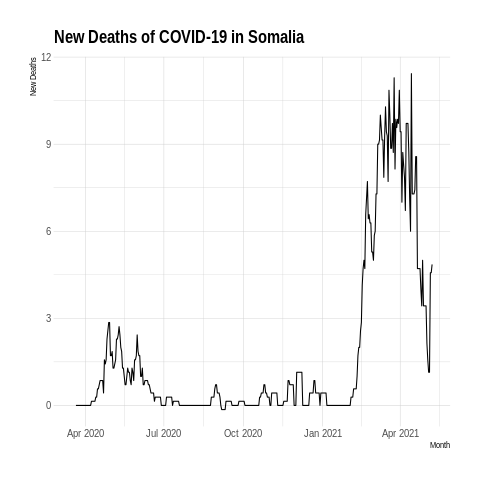 New Deaths of COVID-19 in Somalia
New Deaths
12
9
6
3
0
Apr 2020 Jul 2020 Oct 2020 Jan 2021 Apr 2021
Month